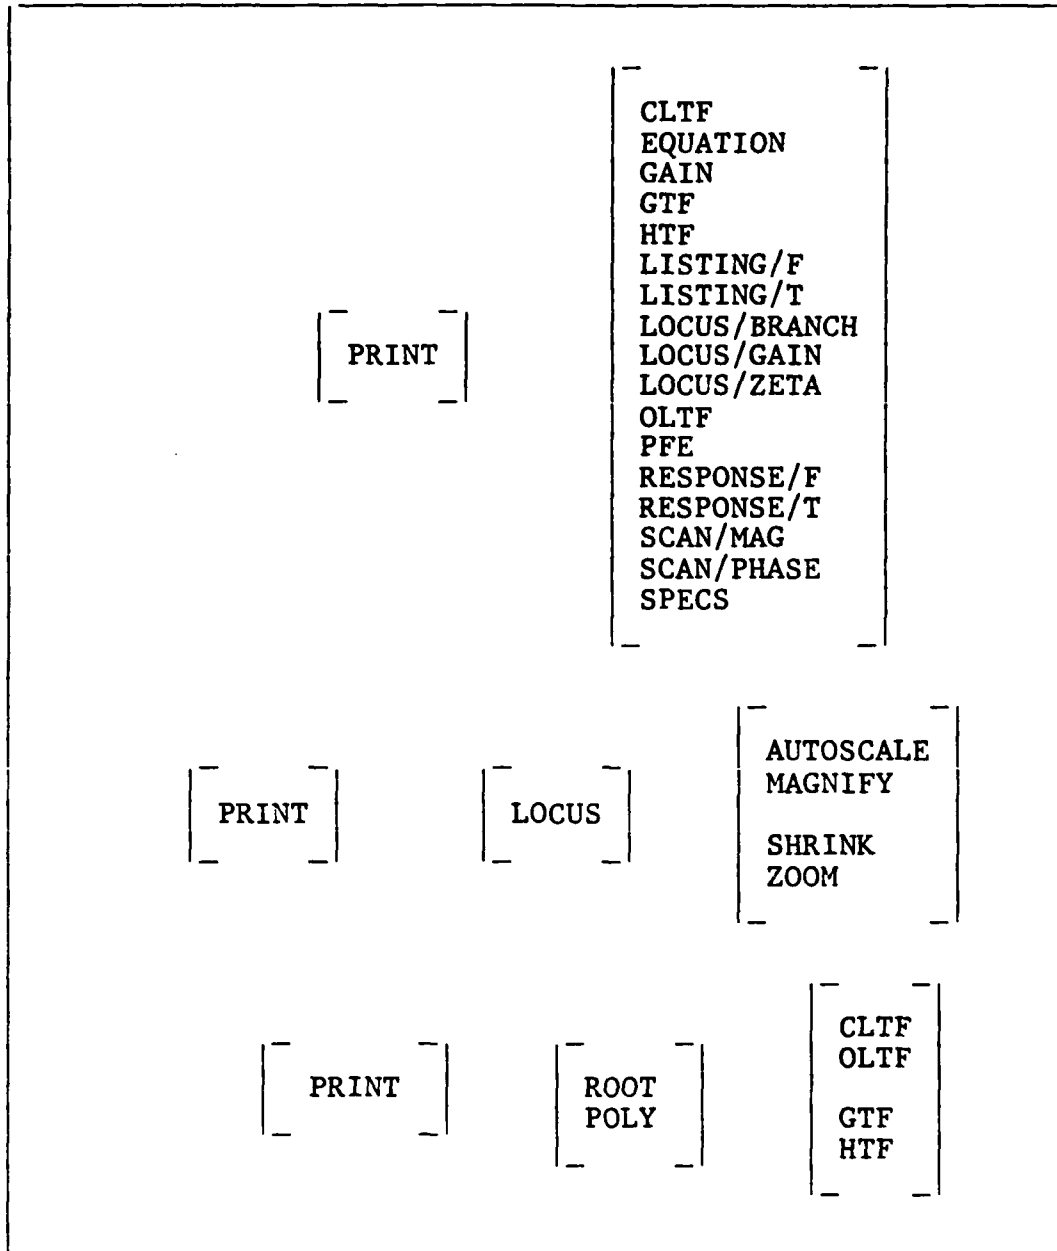 CLTF
EQUATION
GAIN
GTF
HTF
LISTING/F
LISTING/T
LOCUS/BRANCH
PRINT
LOCUS/GAIN
LOCUS/ZETA
OLTF
PFE
RESPONSE/F
RESPONSE/T
SCAN/MAG
SCAN/PHASE
SPECS
AUTOSCALE
MAGNIFY
PRINT LOCUS
SHRINK
ZOOM
CLTF
OLTF
PRINT ROOT
POLY
GTF
HTF